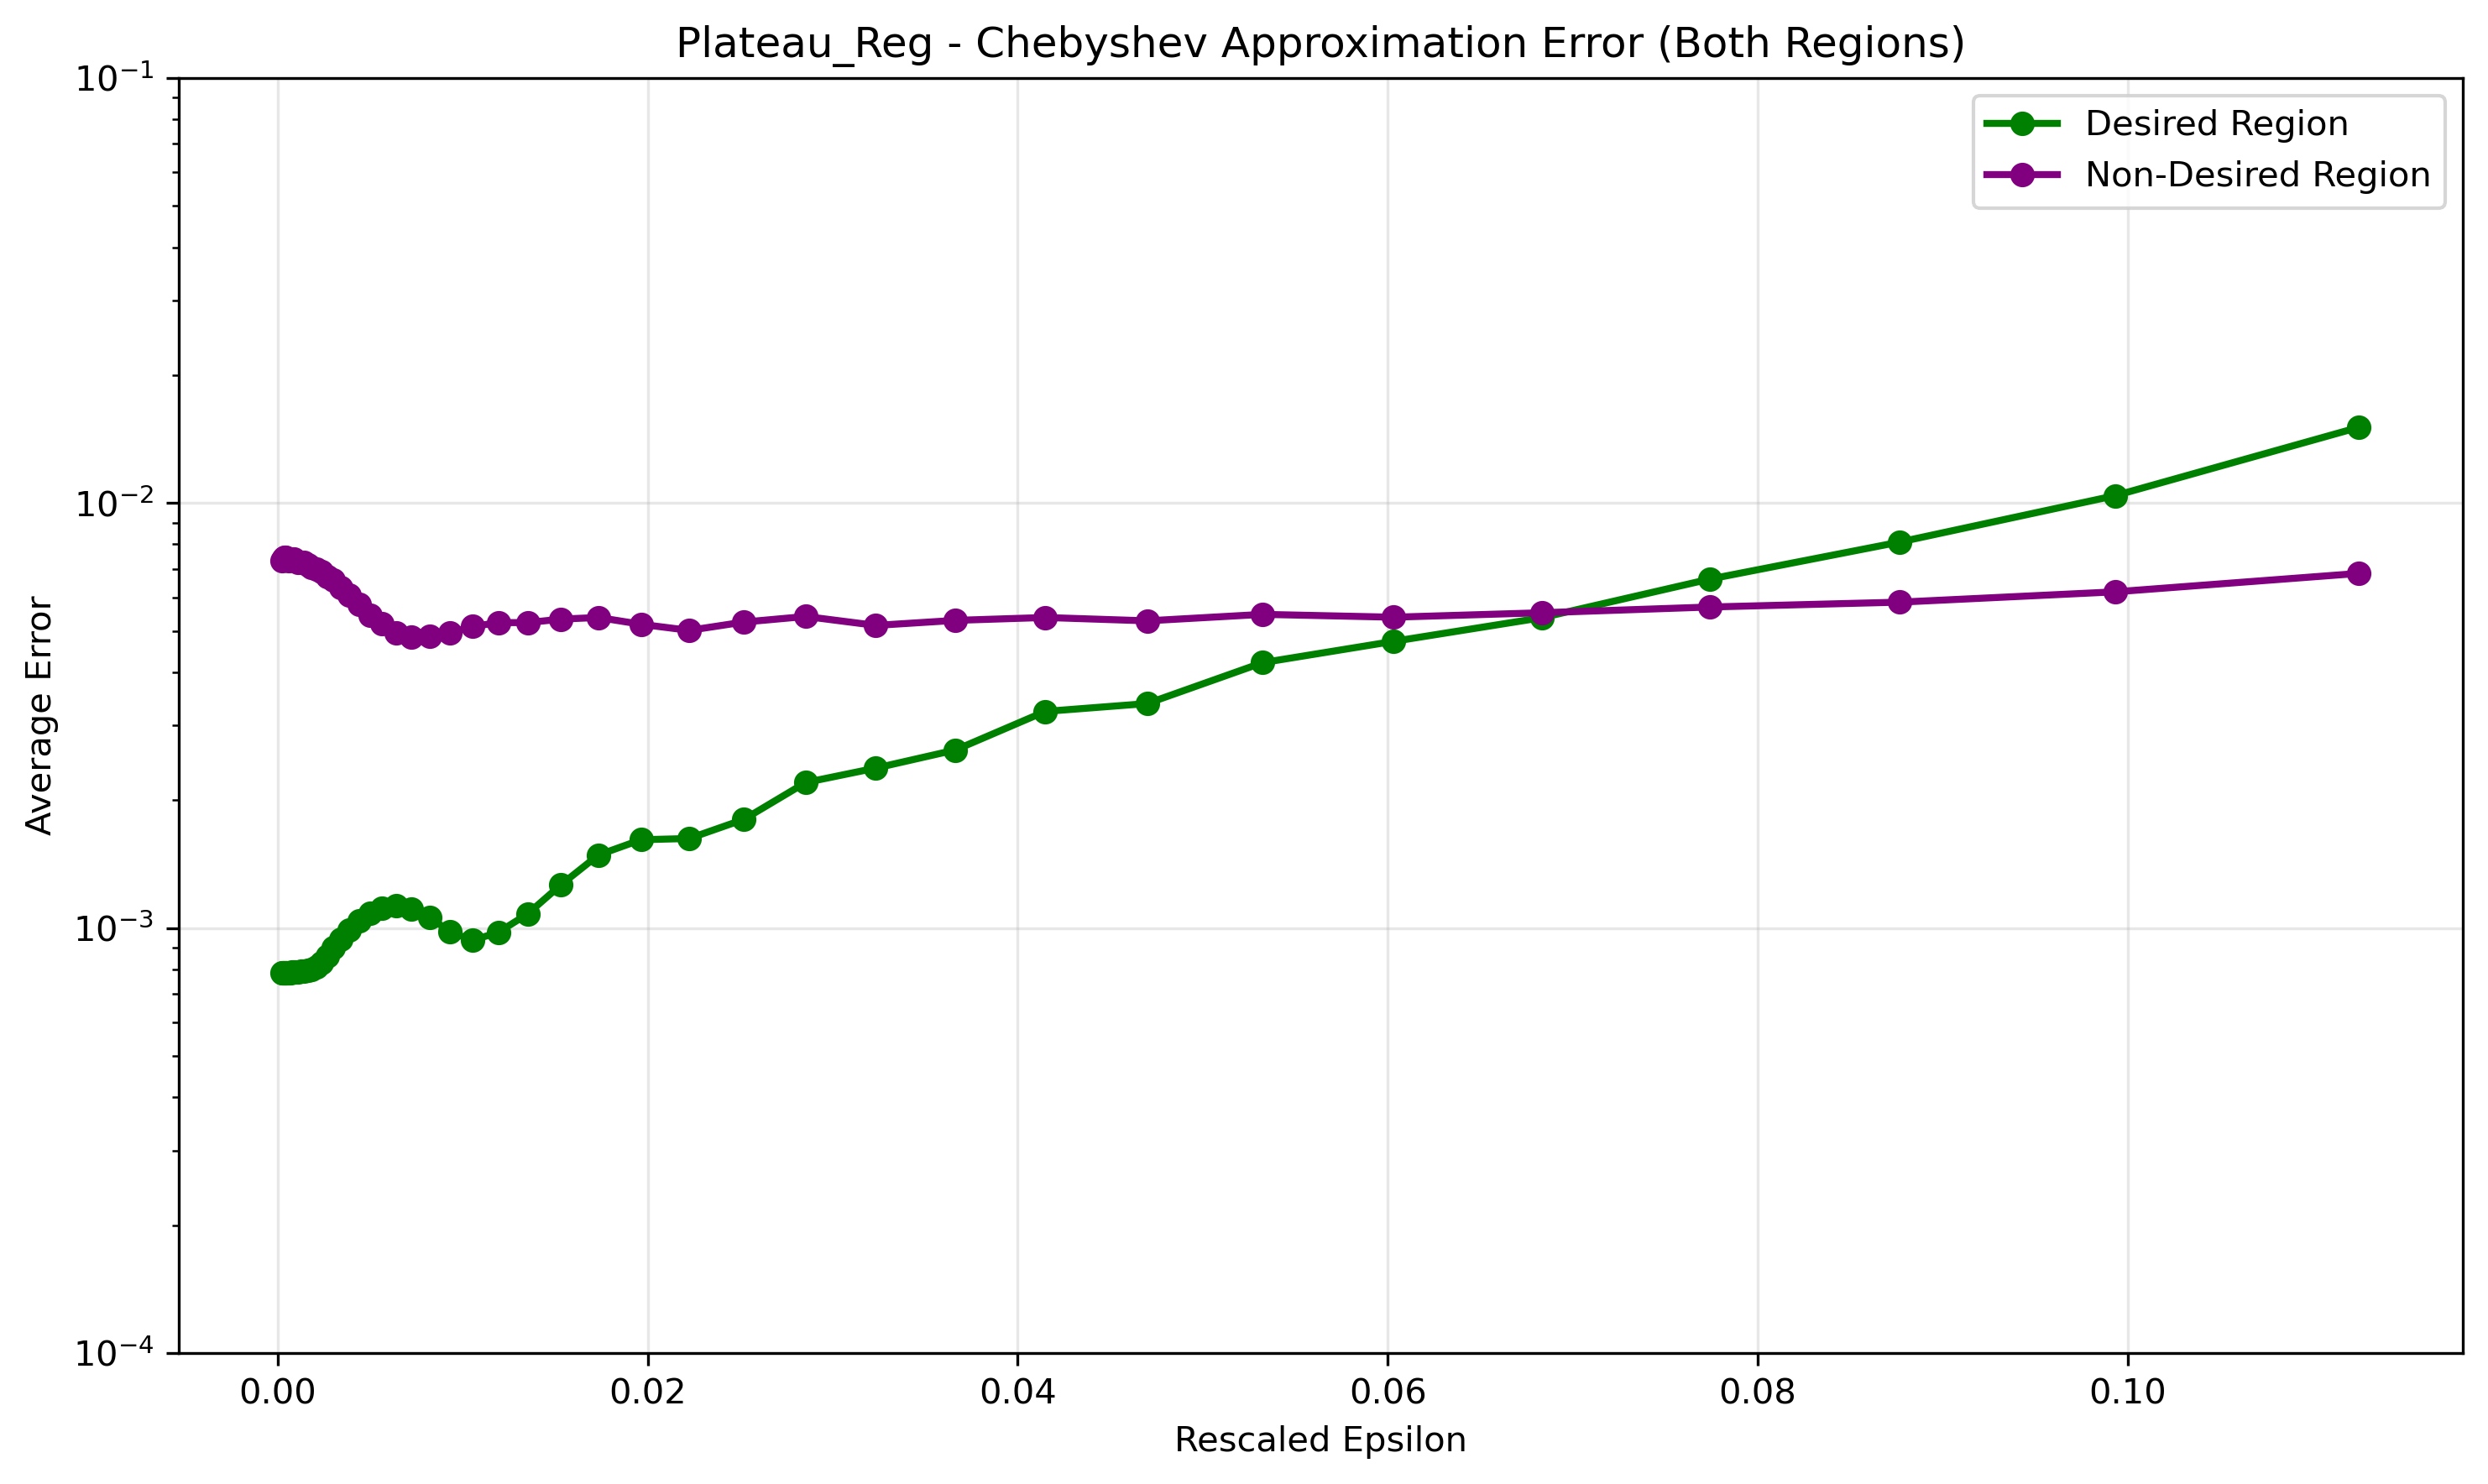 Plateau_Reg - Chebyshev Approximation Error (Both Regions)
Desired Region
Non-Desired Region
Average Error
10⁻¹
10⁻²
10⁻³
10⁻⁴
0.00 0.02 0.04 0.06 0.08 0.10
Rescaled Epsilon